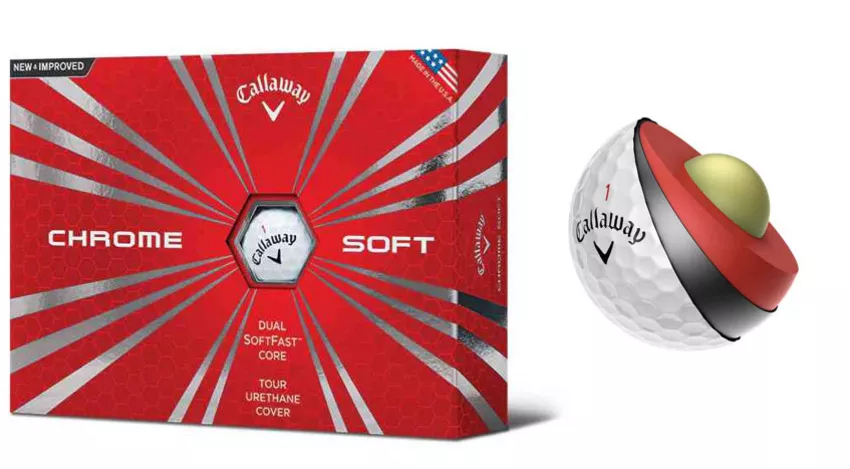 NEW & IMPROVED
MADE IN THE U.S.A.
Callaway
CHROME
1
Callaway
SOFT
DUAL
SOFTFAST™
CORE
TOUR
URETHANE
COVER
Callaway
CHROME SOFT
1
Callaway